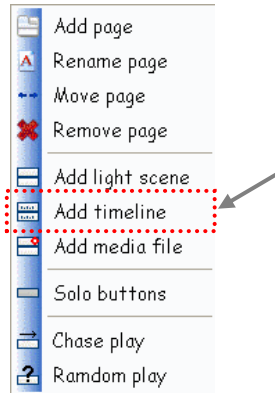 Add page
Rename page
Move page
Remove page
Add light scene
Add timeline
Add media file
Solo buttons
Chase play
Ramdom play